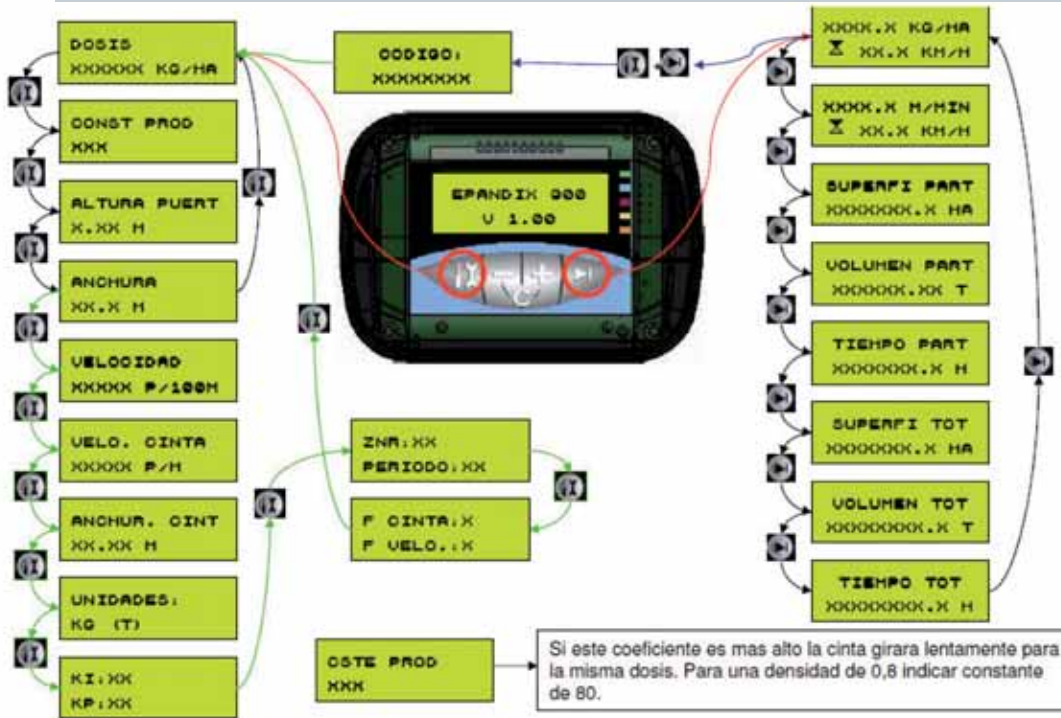 DOSIS
XXXXXX KG/HA
CONST PROD
XXX
ALTURA PUERT
X.XX M
ANCHURA
XX.X M
VELOCIDAD
XXXXX P/100M
VELO. CINTA
XXXXX P/M
ANCHUR. CINT
XX.XX M
UNIDADES:
KG (T)
KI:XX
KP:XX
CODIGO:
XXXXXXXX
EPANDIX 900
V 1.00
ZNR:XX
PERIODO:XX
F CINTA:X
F VELO.:X
CSTE PROD
XXX
Si este coeficiente es mas alto la cinta girara lentamente para
la misma dosis. Para una densidad de 0,8 indicar constante
de 80.
XXXX.X KG/HA
XX.X KM/H
XXXX.X M/MIN
XX.X KM/H
SUPERFI PART
XXXXXXX.X HA
VOLUMEN PART
XXXXXX.XX T
TIEMPO PART
XXXXXXX.X H
SUPERFI TOT
XXXXXXXX.X HA
VOLUMEN TOT
XXXXXXXX.X T
TIEMPO TOT
XXXXXXXX.X H